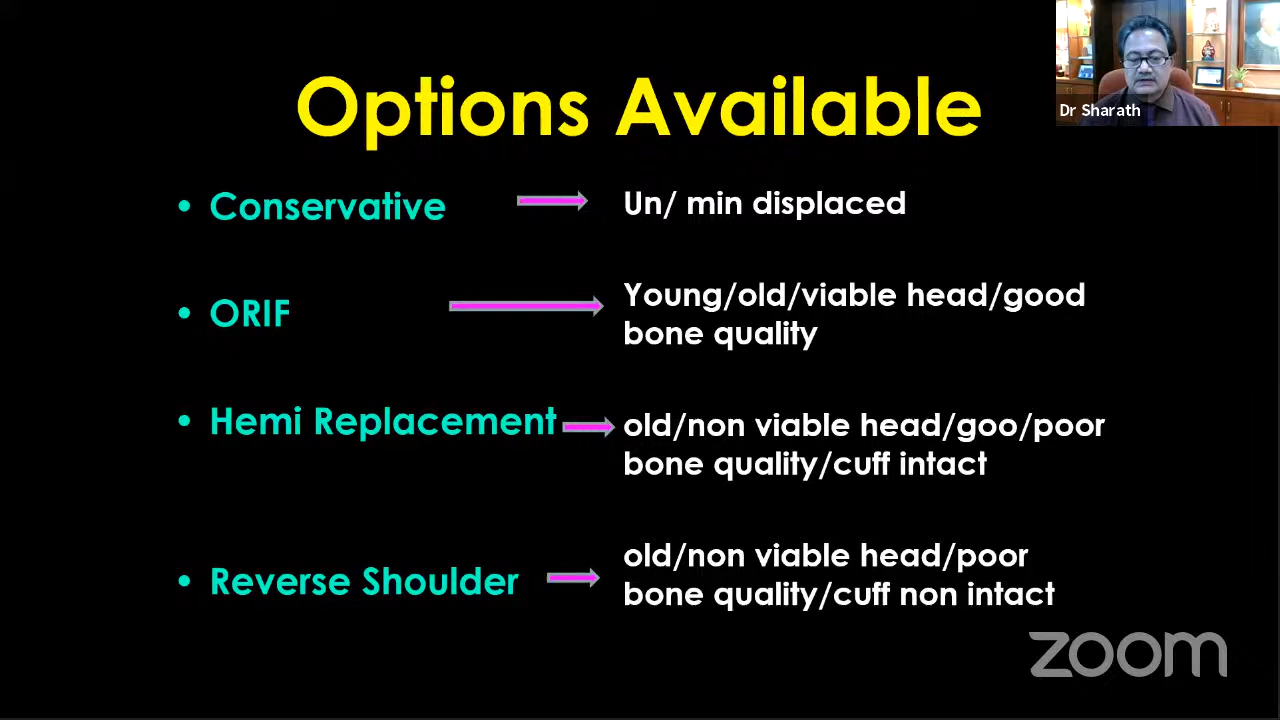 Options Available
Dr Sharath
• Conservative
Un/ min displaced
• ORIF
Young/old/viable head/good
bone quality
• Hemi Replacement
old/non viable head/goo/poor
bone quality/cuff intact
• Reverse Shoulder
old/non viable head/poor
bone quality/cuff non intact
zoom